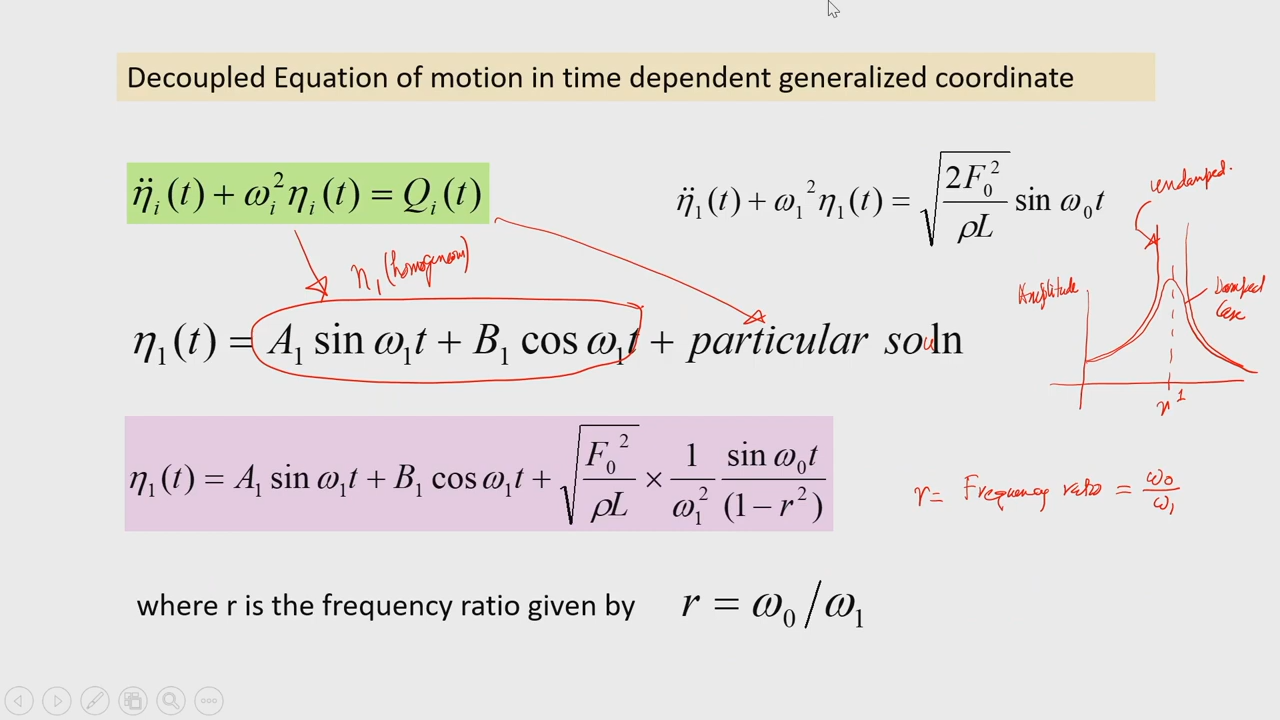 Decoupled Equation of motion in time dependent generalized coordinate
η̈ᵢ(t) + ωᵢ²ηᵢ(t) = Qᵢ(t)
η̈₁(t) + ω₁²η₁(t) = √(2F₀²/ρL) sin ω₀t
undamped.
η₁ (homogeneous)
Amplitude
Damped
Case
η₁(t) = A₁ sin ω₁t + B₁ cos ω₁t + particular soln
1
η₁(t) = A₁ sin ω₁t + B₁ cos ω₁t + √(F₀²/ρL) × 1/ω₁² sin ω₀t/(1 − r²)
r = Frequency ratio = ω₀/ω₁
where r is the frequency ratio given by r = ω₀/ω₁